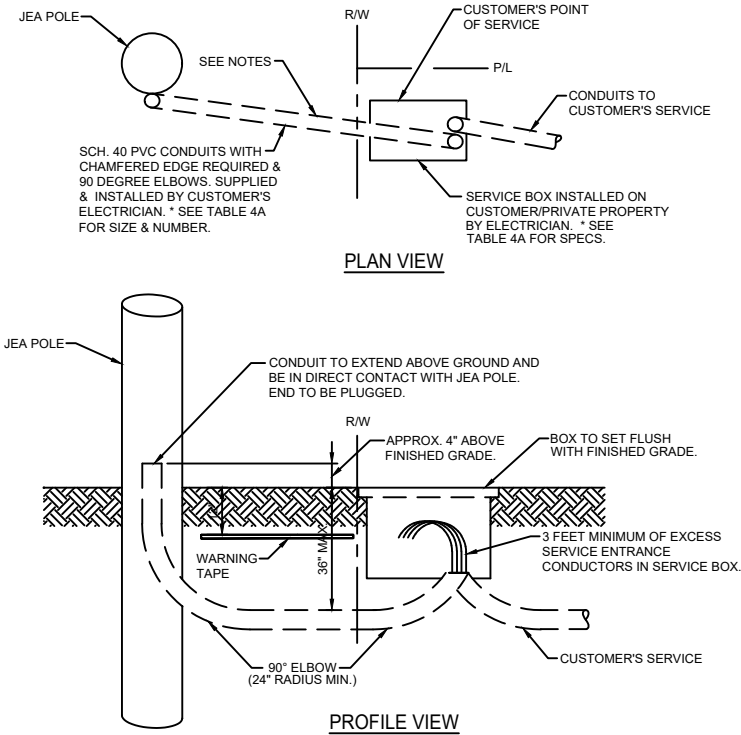 JEA POLE
R/W
CUSTOMER'S POINT
OF SERVICE
SEE NOTES
P/L
CONDUITS TO
CUSTOMER'S SERVICE
SCH. 40 PVC CONDUITS WITH
CHAMFERED EDGE REQUIRED &
90 DEGREE ELBOWS. SUPPLIED
& INSTALLED BY CUSTOMER'S
ELECTRICIAN. * SEE TABLE 4A
FOR SIZE & NUMBER.
SERVICE BOX INSTALLED ON
CUSTOMER/PRIVATE PROPERTY
BY ELECTRICIAN. * SEE
TABLE 4A FOR SPECS.
PLAN VIEW
JEA POLE
CONDUIT TO EXTEND ABOVE GROUND AND
BE IN DIRECT CONTACT WITH JEA POLE.
END TO BE PLUGGED.
R/W
APPROX. 4" ABOVE
FINISHED GRADE.
BOX TO SET FLUSH
WITH FINISHED GRADE.
36" MAX.
WARNING
TAPE
3 FEET MINIMUM OF EXCESS
SERVICE ENTRANCE
CONDUCTORS IN SERVICE BOX.
90° ELBOW
(24" RADIUS MIN.)
CUSTOMER'S SERVICE
PROFILE VIEW